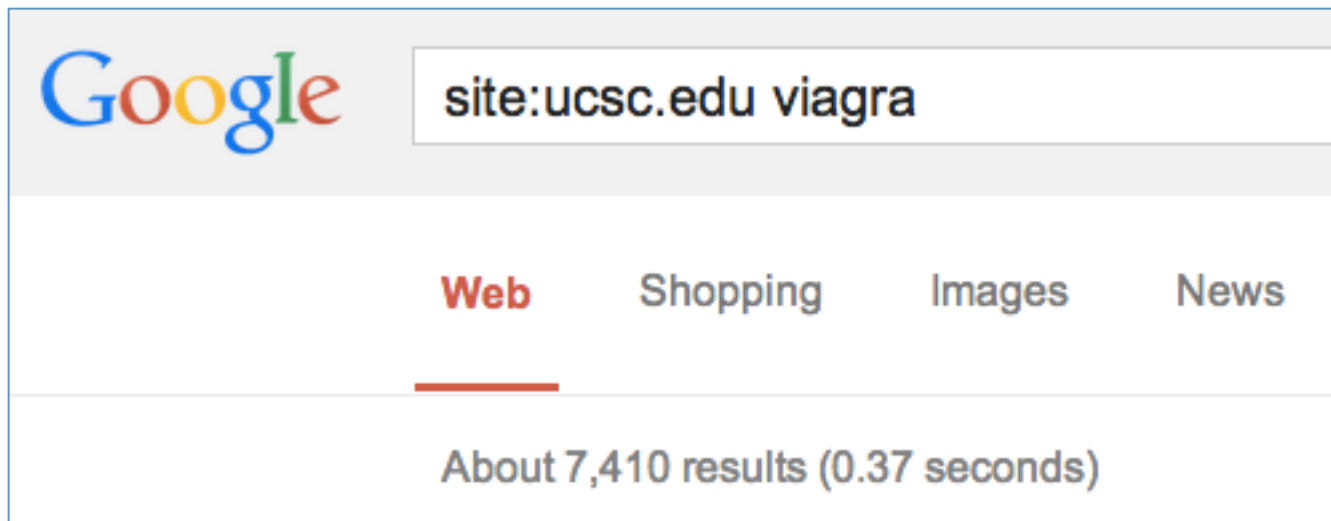 Google site:ucsc.edu viagra
Web Shopping Images News
About 7,410 results (0.37 seconds)